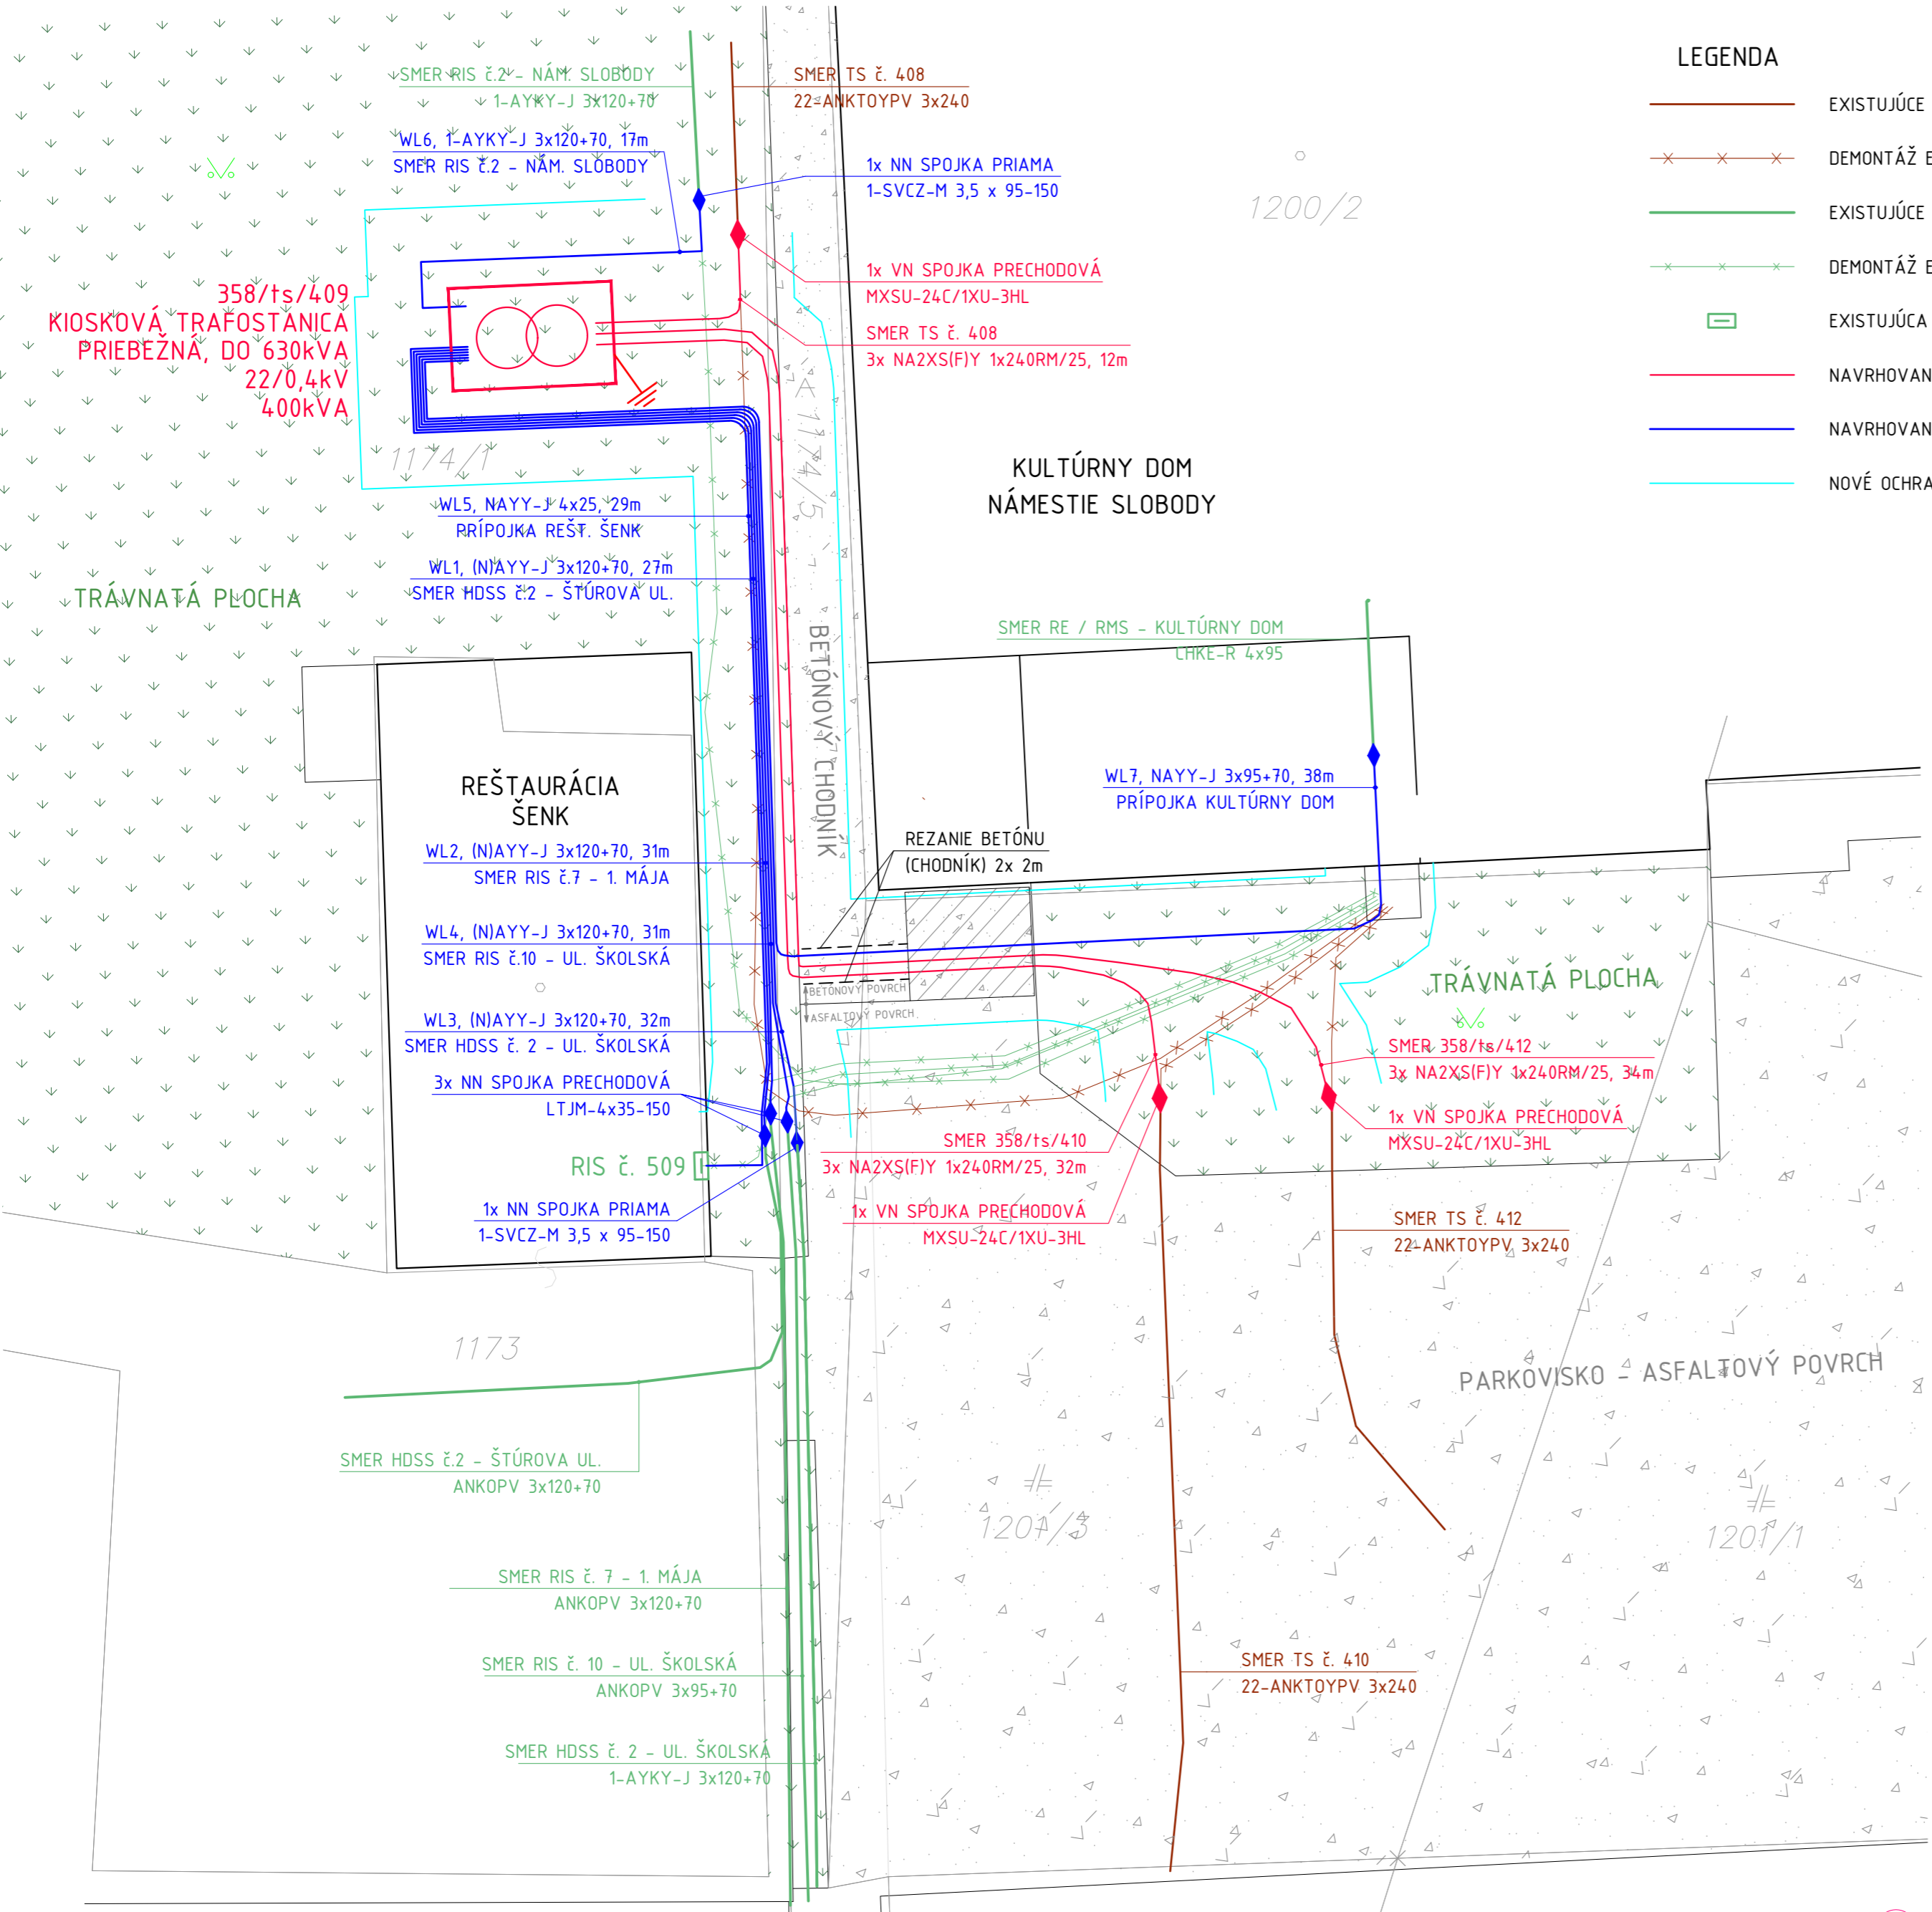 LEGENDA
EXISTUJÚCE
DEMONTÁŽ E
EXISTUJÚCE
DEMONTÁŽ E
EXISTUJÚCA
NAVRHOVAN
NAVRHOVAN
NOVÉ OCHRA
SMER RIS č.2 - NÁM. SLOBODY
1-AYKY-J 3x120+70
SMER TS č. 408
22-ANKTOYPV 3x240
WL6, 1-AYKY-J 3x120+70, 17m
SMER RIS č.2 - NÁM. SLOBODY
1x NN SPOJKA PRIAMA
1-SVCZ-M 3,5 x 95-150
1200/2
1x VN SPOJKA PRECHODOVÁ
MXSU-24C/1XU-3HL
SMER TS č. 408
3x NA2XS(F)Y 1x240RM/25, 12m
358/ts/409
KIOSKOVÁ TRAFOSTANICA
PRIEBEŽNÁ, DO 630kVA
22/0,4kV
400kVA
1174/1
1174/5
KULTÚRNY DOM
NÁMESTIE SLOBODY
WL5, NAYY-J 4x25, 29m
PRÍPOJKA REŠT. ŠENK
WL1, (N)AYY-J 3x120+70, 27m
SMER HDSS č.2 - ŠTÚROVA UL.
TRÁVNATÁ PLOCHA
BETÓNOVÝ CHODNÍK
SMER RE / RMS - KULTÚRNY DOM
CHKE-R 4x95
REŠTAURÁCIA
ŠENK
WL7, NAYY-J 3x95+70, 38m
PRÍPOJKA KULTÚRNY DOM
REZANIE BETÓNU
(CHODNÍK) 2x 2m
WL2, (N)AYY-J 3x120+70, 31m
SMER RIS č.7 - 1. MÁJA
WL4, (N)AYY-J 3x120+70, 31m
SMER RIS č.10 - UL. ŠKOLSKÁ
BETÓNOVÝ POVRCH
ASFALTOVÝ POVRCH
TRÁVNATÁ PLOCHA
WL3, (N)AYY-J 3x120+70, 32m
SMER HDSS č. 2 - UL. ŠKOLSKÁ
3x NN SPOJKA PRECHODOVÁ
LTJM-4x35-150
SMER 358/ts/412
3x NA2XS(F)Y 1x240RM/25, 34m
1x VN SPOJKA PRECHODOVÁ
MXSU-24C/1XU-3HL
SMER 358/ts/410
3x NA2XS(F)Y 1x240RM/25, 32m
RIS č. 509
1x NN SPOJKA PRIAMA
1-SVCZ-M 3,5 x 95-150
1x VN SPOJKA PRECHODOVÁ
MXSU-24C/1XU-3HL
SMER TS č. 412
22-ANKTOYPV 3x240
1173
PARKOVISKO - ASFALTOVÝ POVRCH
SMER HDSS č.2 - ŠTÚROVA UL.
ANKOPV 3x120+70
1201/3
1201/1
SMER RIS č. 7 - 1. MÁJA
ANKOPV 3x120+70
SMER RIS č. 10 - UL. ŠKOLSKÁ
ANKOPV 3x95+70
SMER TS č. 410
22-ANKTOYPV 3x240
SMER HDSS č. 2 - UL. ŠKOLSKÁ
1-AYKY-J 3x120+70